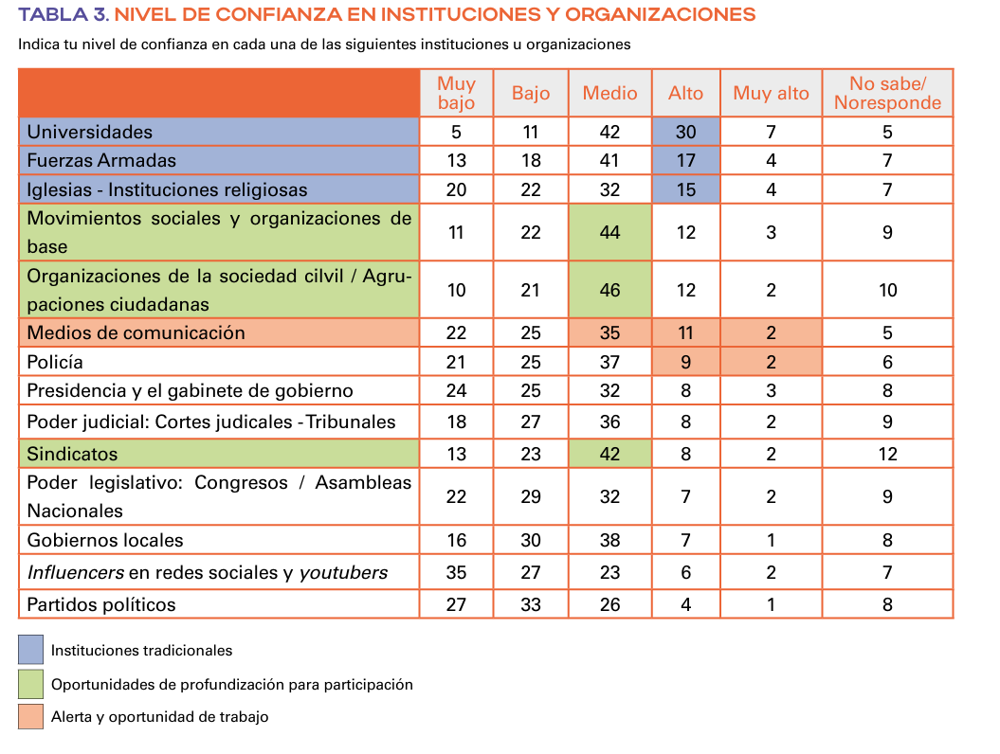 TABLA 3. NIVEL DE CONFIANZA EN INSTITUCIONES Y ORGANIZACIONES
Indica tu nivel de confianza en cada una de las siguientes instituciones u organizaciones
Muy bajo Bajo Medio Alto Muy alto No sabe/ Noresponde
Universidades 5 11 42 30 7 5
Fuerzas Armadas 13 18 41 17 4 7
Iglesias - Instituciones religiosas 20 22 32 15 4 7
Movimientos sociales y organizaciones de
base 11 22 44 12 3 9
Organizaciones de la sociedad cilvil / Agru-
paciones ciudadanas 10 21 46 12 2 10
Medios de comunicación 22 25 35 11 2 5
Policía 21 25 37 9 2 6
Presidencia y el gabinete de gobierno 24 25 32 8 3 8
Poder judicial: Cortes judicales - Tribunales 18 27 36 8 2 9
Sindicatos 13 23 42 8 2 12
Poder legislativo: Congresos / Asambleas
Nacionales 22 29 32 7 2 9
Gobiernos locales 16 30 38 7 1 8
Influencers en redes sociales y youtubers 35 27 23 6 2 7
Partidos políticos 27 33 26 4 1 8
Instituciones tradicionales
Oportunidades de profundización para participación
Alerta y oportunidad de trabajo